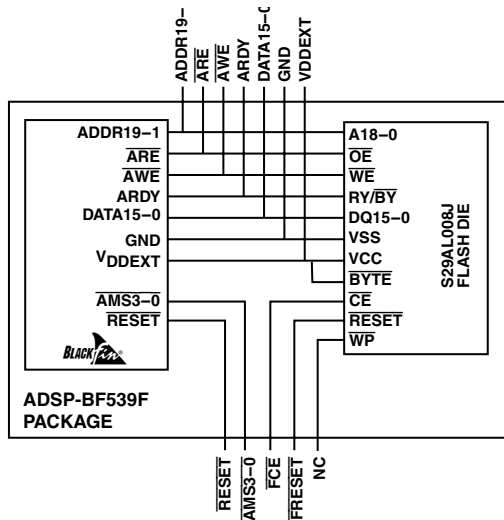 ADDR19-
ARE
AWE
ARDY
DATA15-0
GND
VDDEXT
ADDR19–1
ARE
AWE
ARDY
DATA15-0
GND
VDDEXT
AMS3–0
RESET
BLACKfin®
A18-0
OE
WE
RY/BY
DQ15-0
VSS
VCC
BYTE
CE
RESET
WP
S29AL008J
FLASH DIE
ADSP-BF539F
PACKAGE
RESET
AMS3–0
FCE
FRESET
NC